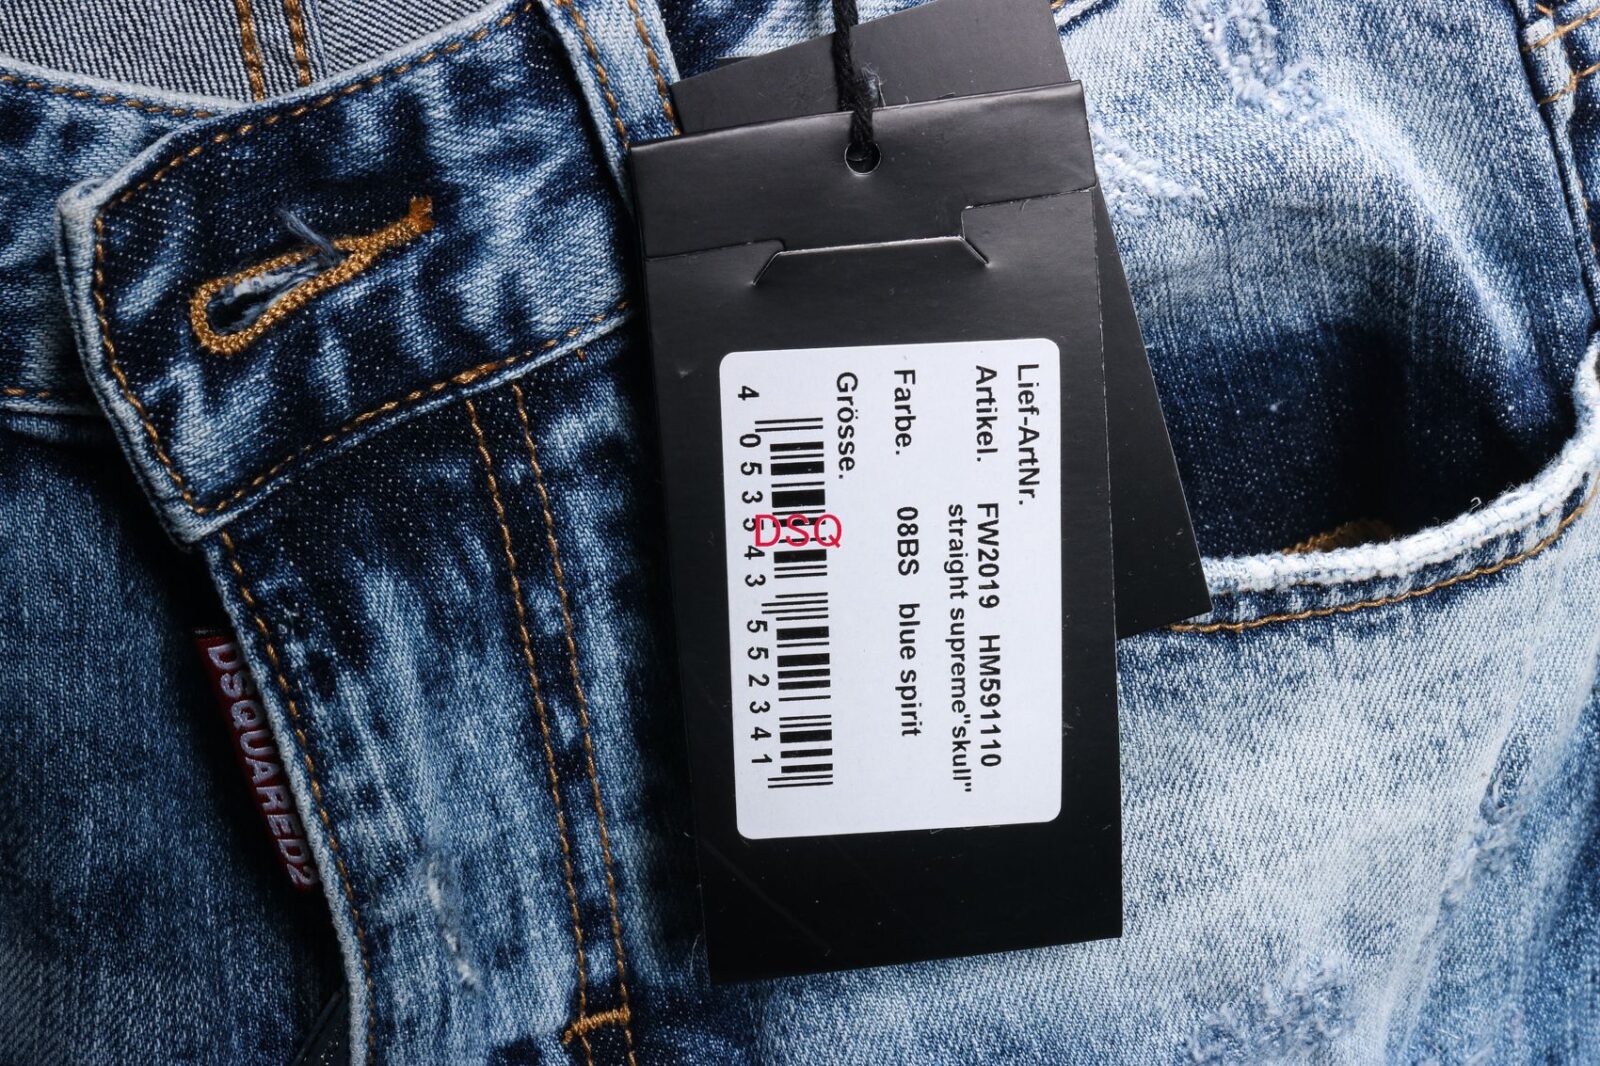 Lief-ArtNr.
Artikel. FW2019 HM591110
straight supreme"skull"
Farbe. 08BS blue spirit
Grösse.
DSQ
4 053543 552341
DSQUARED2